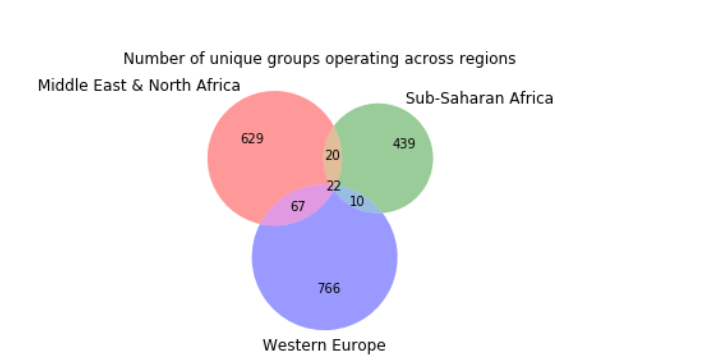 Number of unique groups operating across regions
Middle East & North Africa
Sub-Saharan Africa
629
439
20
22
67
10
766
Western Europe